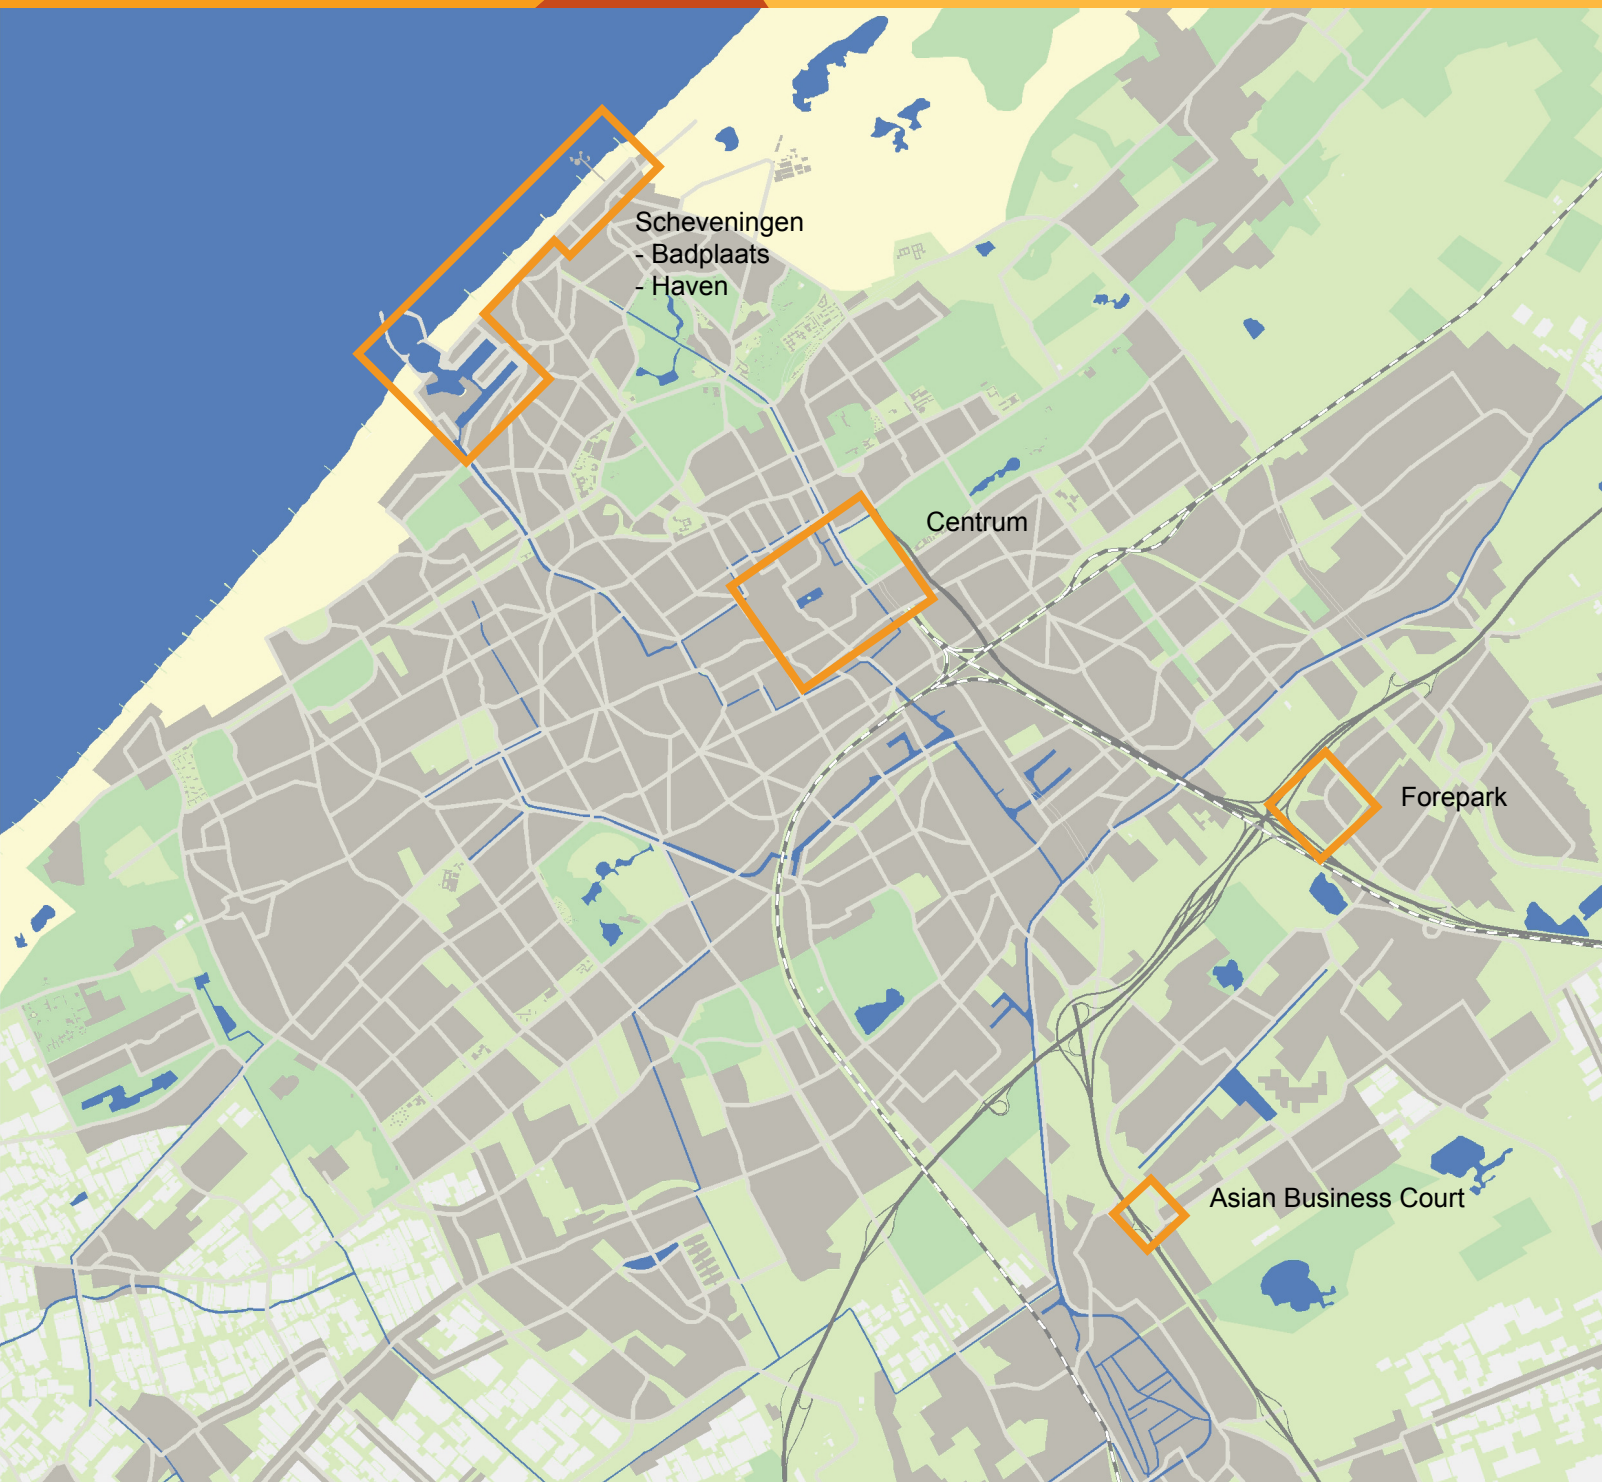 Scheveningen
- Badplaats
- Haven
Centrum
Forepark
Asian Business Court